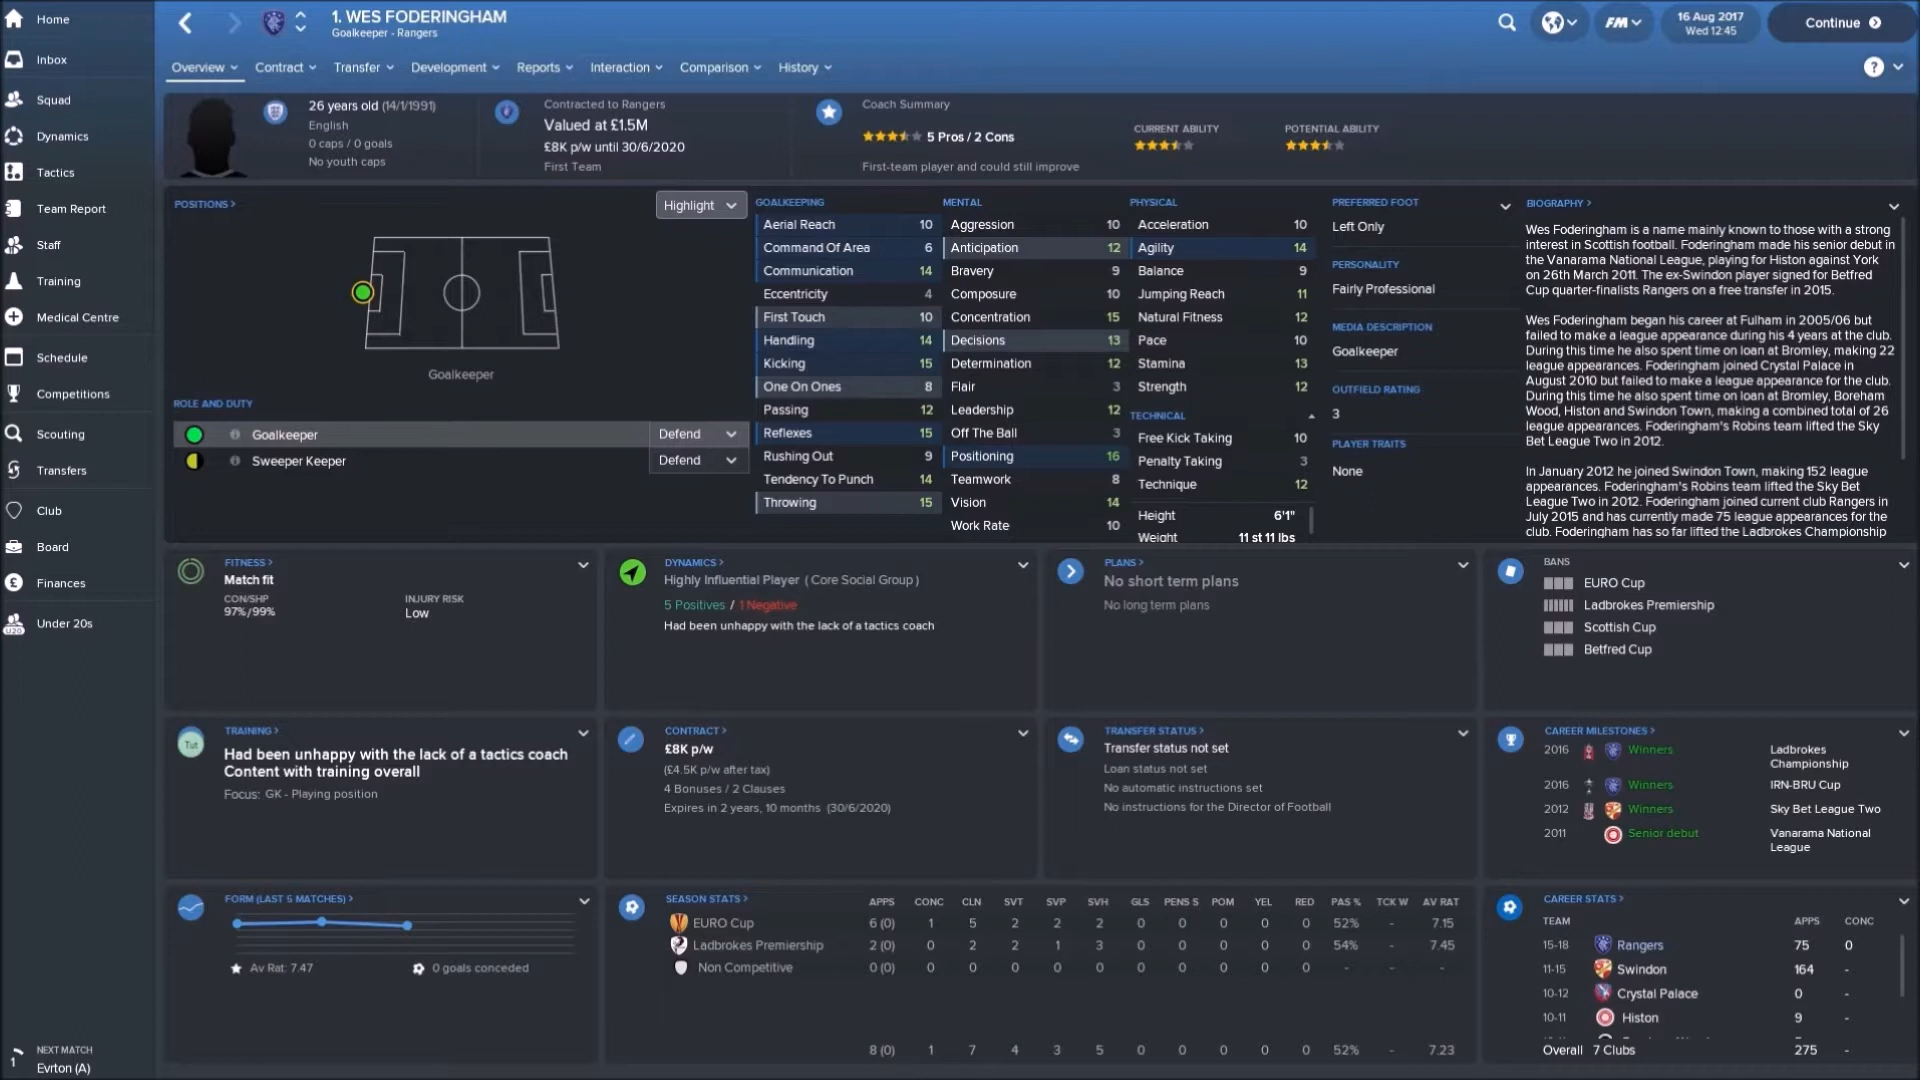 Home
Inbox
Squad
Dynamics
Tactics
Team Report
Staff
Training
Medical Centre
Schedule
Competitions
Scouting
Transfers
Club
Board
Finances
U20
Under 20s
NEXT MATCH
1 Evrton (A)
1. WES FODERINGHAM
Goalkeeper - Rangers
FM
16 Aug 2017
Wed 12:45
Continue
Overview Contract Transfer Development Reports Interaction Comparison History
?
26 years old (14/1/1991)
English
0 caps / 0 goals
No youth caps
Contracted to Rangers
Valued at £1.5M
£8K p/w until 30/6/2020
First Team
Coach Summary
5 Pros / 2 Cons
First-team player and could still improve
CURRENT ABILITY
POTENTIAL ABILITY
POSITIONS >
Highlight
Goalkeeper
ROLE AND DUTY
Goalkeeper Defend
Sweeper Keeper Defend
GOALKEEPING
Aerial Reach 10
Command Of Area 6
Communication 14
Eccentricity 4
First Touch 10
Handling 14
Kicking 15
One On Ones 8
Passing 12
Reflexes 15
Rushing Out 9
Tendency To Punch 14
Throwing 15
MENTAL
Aggression 10
Anticipation 12
Bravery 9
Composure 10
Concentration 15
Decisions 13
Determination 12
Flair 3
Leadership 12
Off The Ball 3
Positioning 16
Teamwork 8
Vision 14
Work Rate 10
PHYSICAL
Acceleration 10
Agility 14
Balance 9
Jumping Reach 11
Natural Fitness 12
Pace 10
Stamina 13
Strength 12
TECHNICAL
Free Kick Taking 10
Penalty Taking 3
Technique 12
Height 6'1"
Weight 11 st 11 lbs
PREFERRED FOOT
Left Only
PERSONALITY
Fairly Professional
MEDIA DESCRIPTION
Goalkeeper
OUTFIELD RATING
3
PLAYER TRAITS
None
BIOGRAPHY >
Wes Foderingham is a name mainly known to those with a strong
interest in Scottish football. Foderingham made his senior debut in
the Vanarama National League, playing for Histon against York
on 26th March 2011. The ex-Swindon player signed for Betfred
Cup quarter-finalists Rangers on a free transfer in 2015.
Wes Foderingham began his career at Fulham in 2005/06 but
failed to make a league appearance during his 4 years at the club.
During this time he also spent time on loan at Bromley, making 22
league appearances. Foderingham joined Crystal Palace in
August 2010 but failed to make a league appearance for the club.
During this time he also spent time on loan at Bromley, Boreham
Wood, Histon and Swindon Town, making a combined total of 26
league appearances. Foderingham's Robins team lifted the Sky
Bet League Two in 2012.
In January 2012 he joined Swindon Town, making 152 league
appearances. Foderingham's Robins team lifted the Sky Bet
League Two in 2012. Foderingham joined current club Rangers in
July 2015 and has currently made 75 league appearances for the
club. Foderingham has so far lifted the Ladbrokes Championship
FITNESS >
Match fit
CON/SHP
97%/99%
INJURY RISK
Low
DYNAMICS >
Highly Influential Player ( Core Social Group )
5 Positives / 1 Negative
Had been unhappy with the lack of a tactics coach
PLANS >
No short term plans
No long term plans
BANS
EURO Cup
Ladbrokes Premiership
Scottish Cup
Betfred Cup
Tut
TRAINING >
Had been unhappy with the lack of a tactics coach
Content with training overall
Focus: GK - Playing position
CONTRACT >
£8K p/w
(£4.5K p/w after tax)
4 Bonuses / 2 Clauses
Expires in 2 years, 10 months (30/6/2020)
TRANSFER STATUS >
Transfer status not set
Loan status not set
No automatic instructions set
No instructions for the Director of Football
CAREER MILESTONES >
2016 Winners Ladbrokes
Championship
2016 Winners IRN-BRU Cup
2012 Winners Sky Bet League Two
2011 Senior debut Vanarama National
League
FORM (LAST 5 MATCHES) >
Av Rat: 7.47 0 goals conceded
SEASON STATS > APPS CONC CLN SVT SVP SVH GLS PENS S POM YEL RED PAS % TCK W AV RAT
EURO Cup 6 (0) 1 5 2 2 2 0 0 0 0 0 52% - 7.15
Ladbrokes Premiership 2 (0) 0 2 2 1 3 0 0 0 0 0 54% - 7.45
Non Competitive 0 (0) 0 0 0 0 0 0 0 0 0 0 - - -
8 (0) 1 7 4 3 5 0 0 0 0 0 52% - 7.23
CAREER STATS >
TEAM APPS CONC
15-18 Rangers 75 0
11-15 Swindon 164 -
10-12 Crystal Palace 0 -
10-11 Histon 9 -
Overall 7 Clubs 275 -